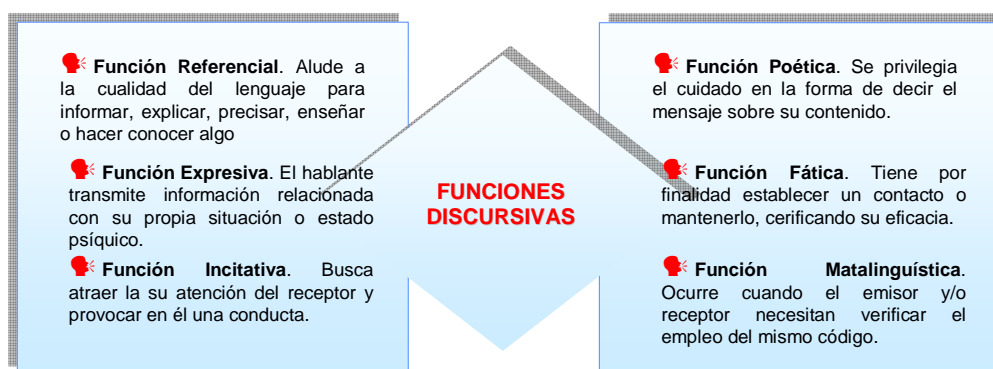 Función Referencial. Alude a
la cualidad del lenguaje para
informar, explicar, precisar, enseñar
o hacer conocer algo
Función Expresiva. El hablante
transmite información relacionada
con su propia situación o estado
psíquico.
Función Incitativa. Busca
atraer la su atención del receptor y
provocar en él una conducta.
FUNCIONES
DISCURSIVAS
Función Poética. Se privilegia
el cuidado en la forma de decir el
mensaje sobre su contenido.
Función Fática. Tiene por
finalidad establecer un contacto o
mantenerlo, cerificando su eficacia.
Función Matalinguística.
Ocurre cuando el emisor y/o
receptor necesitan verificar el
empleo del mismo código.